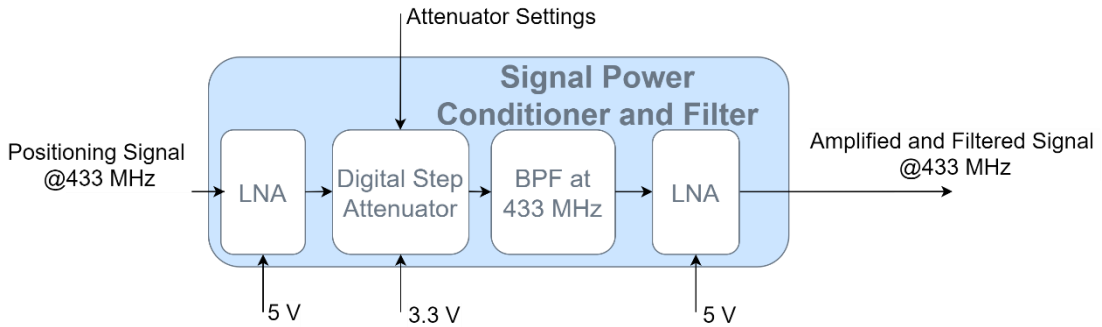 Attenuator Settings
Signal Power
Conditioner and Filter
Positioning Signal
@433 MHz
LNA
Digital Step
Attenuator
BPF at
433 MHz
LNA
Amplified and Filtered Signal
@433 MHz
5 V
3.3 V
5 V